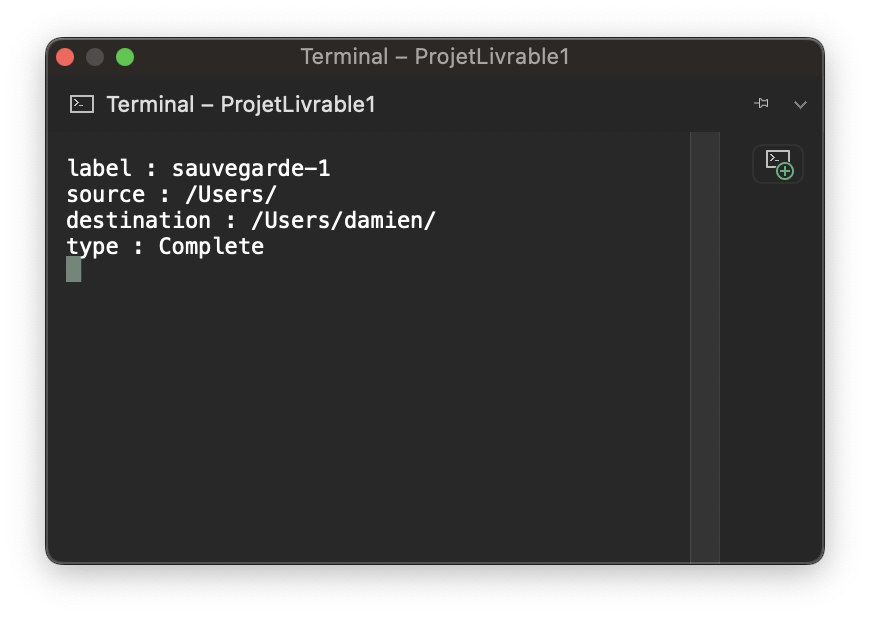 Terminal – ProjetLivrable1
Terminal – ProjetLivrable1
label : sauvegarde-1
source : /Users/
destination : /Users/damien/
type : Complete